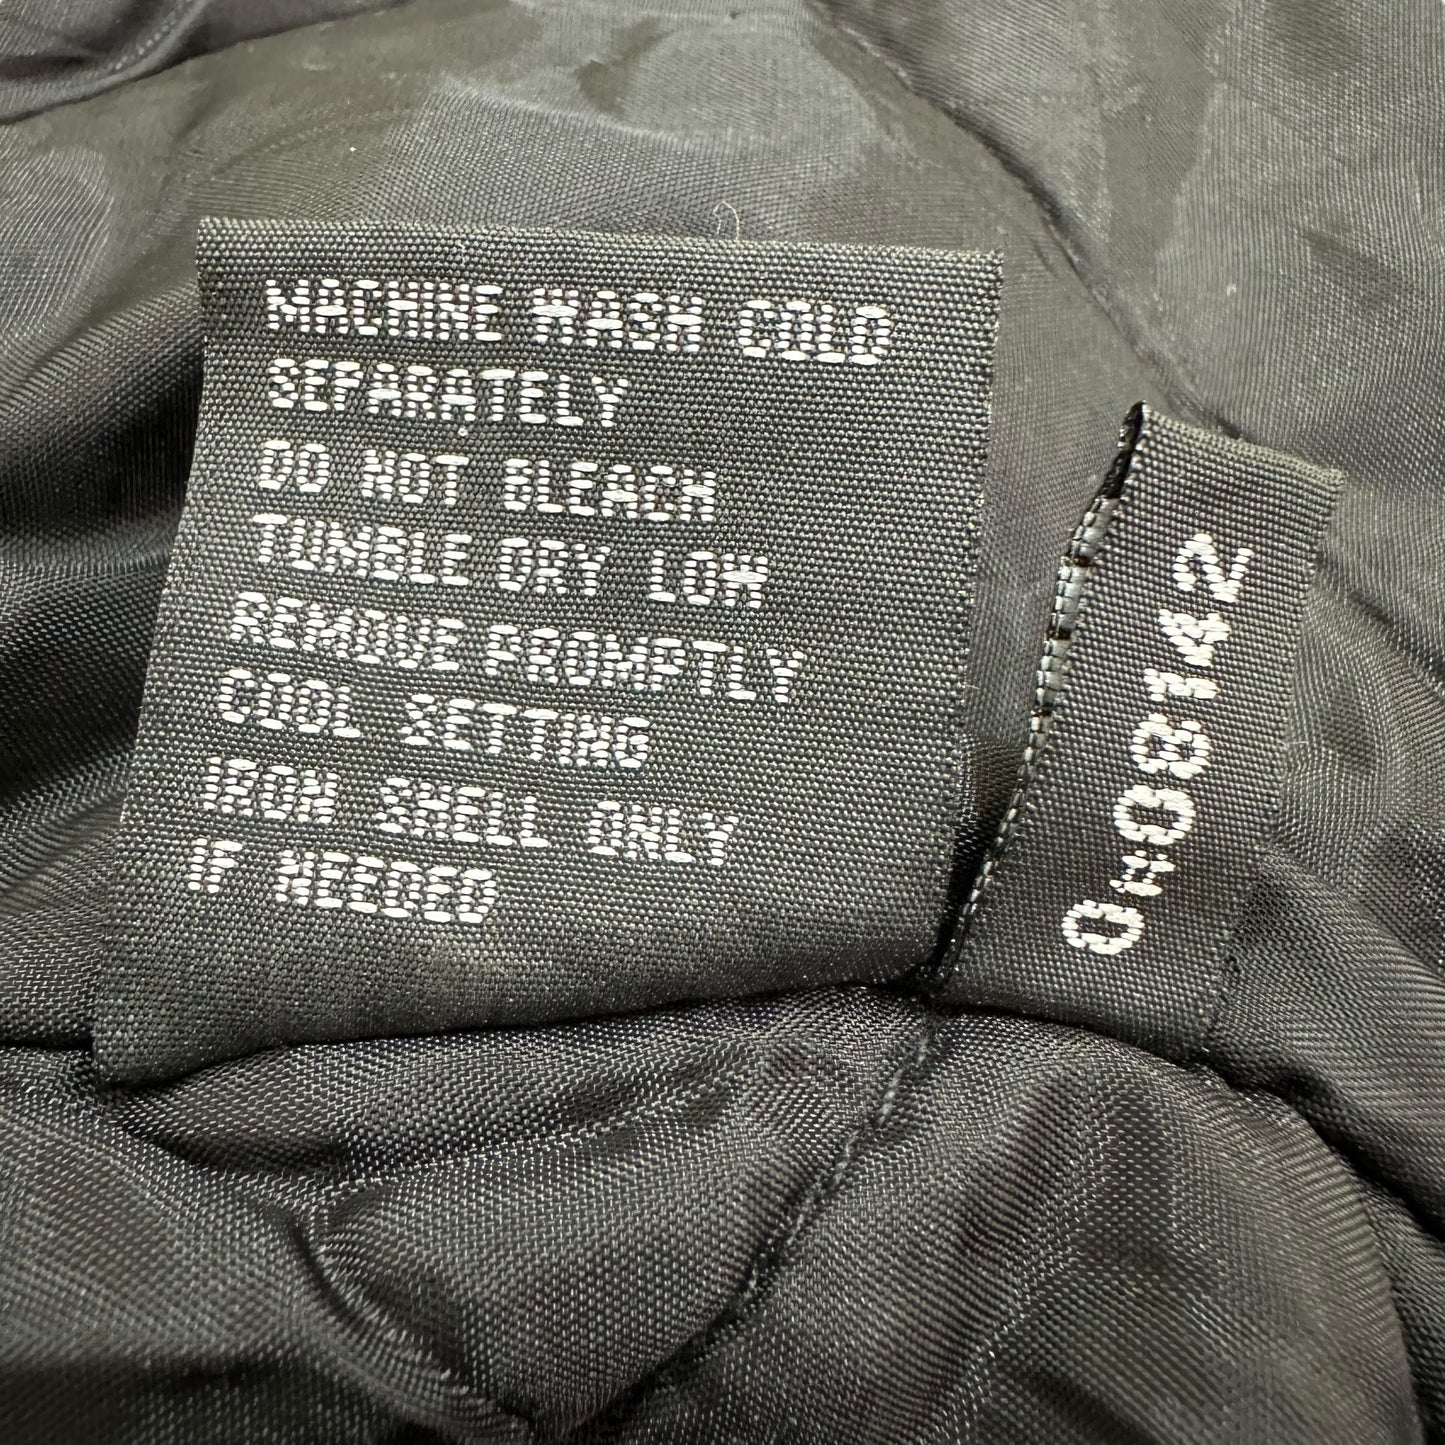 MACHINE WASH COLD
SEPARATELY
DO NOT BLEACH
TUMBLE DRY LOW
REMOVE PROMPTLY
COOL SETTING
IRON SHELL ONLY
IF NEEDED